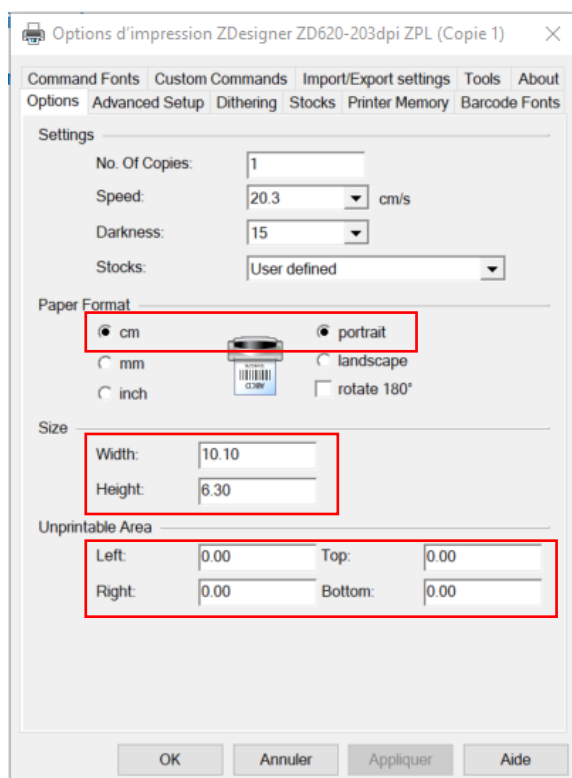 Options d'impression ZDesigner ZD620-203dpi ZPL (Copie 1)
Command Fonts Custom Commands Import/Export settings Tools About
Options Advanced Setup Dithering Stocks Printer Memory Barcode Fonts
Settings
No. Of Copies: 1
Speed: 20.3 cm/s
Darkness: 15
Stocks: User defined
Paper Format
cm portrait
mm landscape
inch rotate 180°
Size
Width: 10.10
Height: 6.30
Unprintable Area
Left: 0.00 Top: 0.00
Right: 0.00 Bottom: 0.00
OK Annuler Appliquer Aide